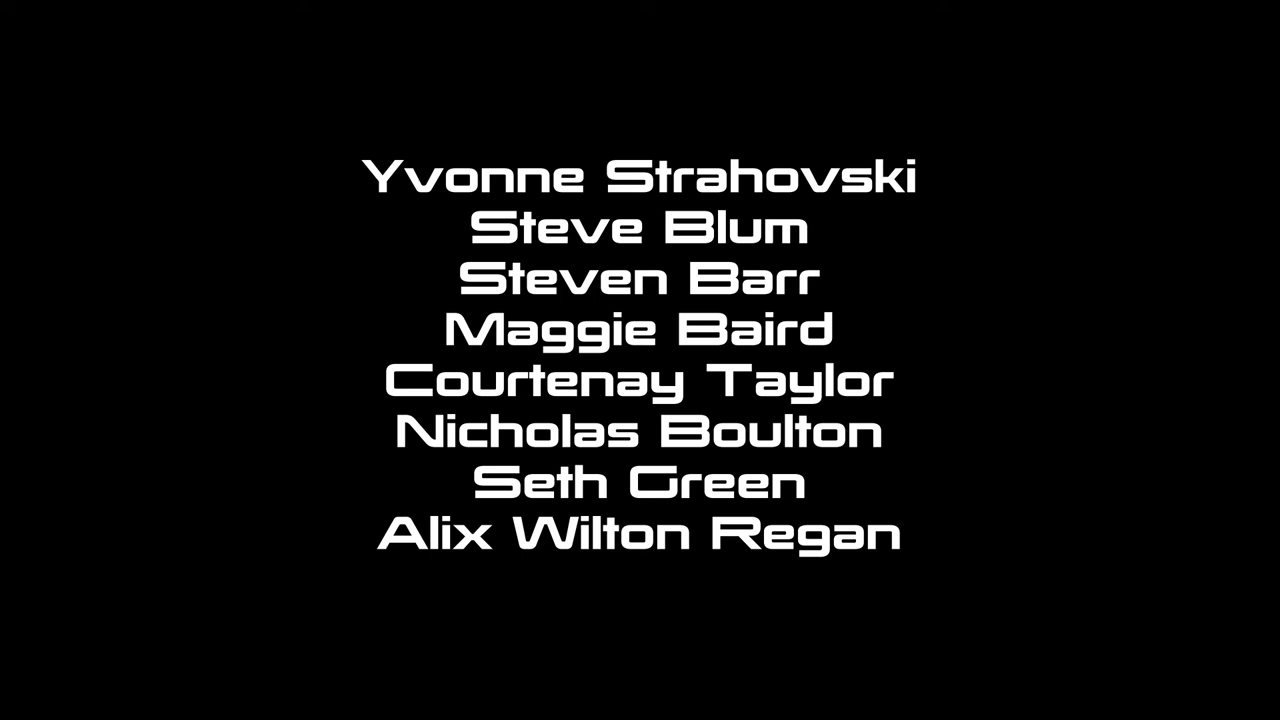 Yvonne Strahovski
Steve Blum
Steven Barr
Maggie Baird
Courtenay Taylor
Nicholas Boulton
Seth Green
Alix Wilton Regan